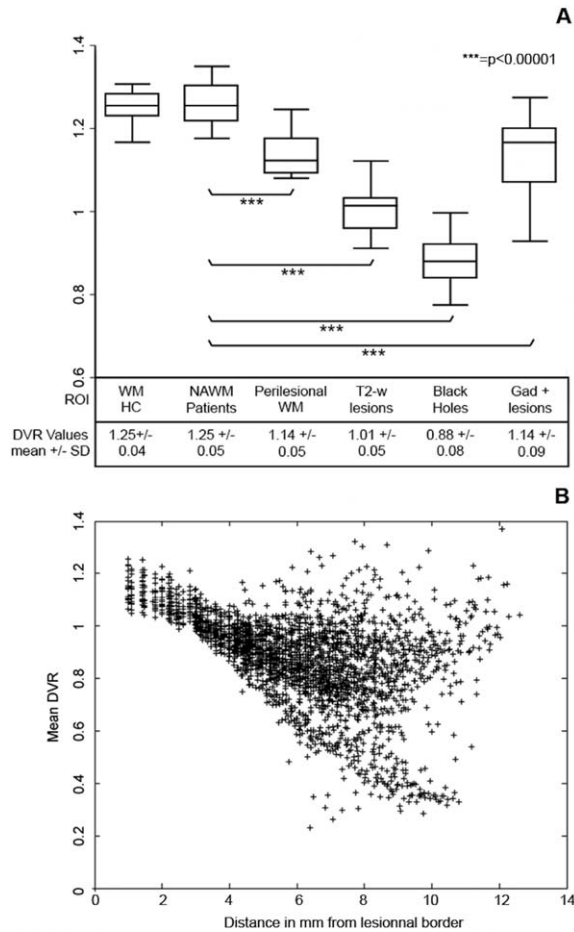 A
***=p<0.00001
1.4
1.2
1
0.8
0.6
***
***
***
***
ROI
WM HC
NAWM Patients
Perilesional WM
T2-w lesions
Black Holes
Gad + lesions
DVR Values mean +/- SD
1.25+/- 0.04
1.25 +/- 0.05
1.14 +/- 0.05
1.01 +/- 0.05
0.88 +/- 0.08
1.14 +/- 0.09
B
Mean DVR
1.4
1.2
1
0.8
0.6
0.4
0.2
0
0 2 4 6 8 10 12 14
Distance in mm from lesionnal border